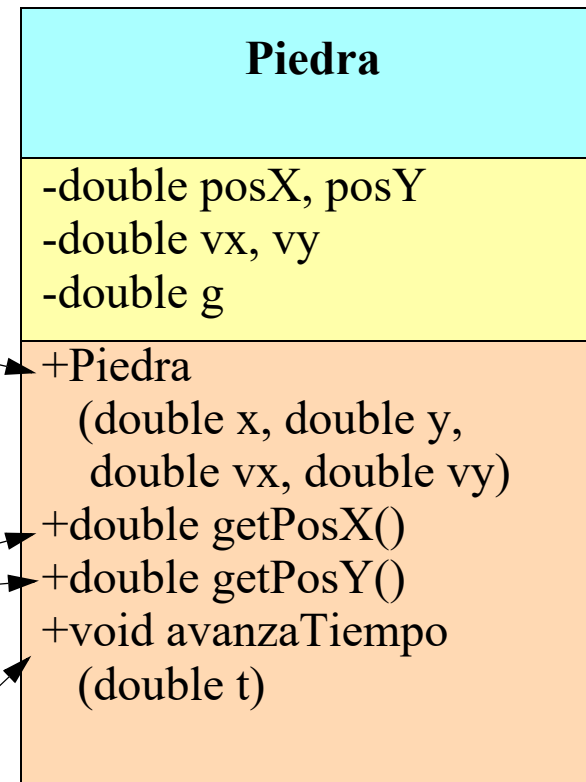 Piedra
-double posX, posY
-double vx, vy
-double g
+Piedra
(double x, double y,
double vx, double vy)
+double getPosX()
+double getPosY()
+void avanzaTiempo
(double t)